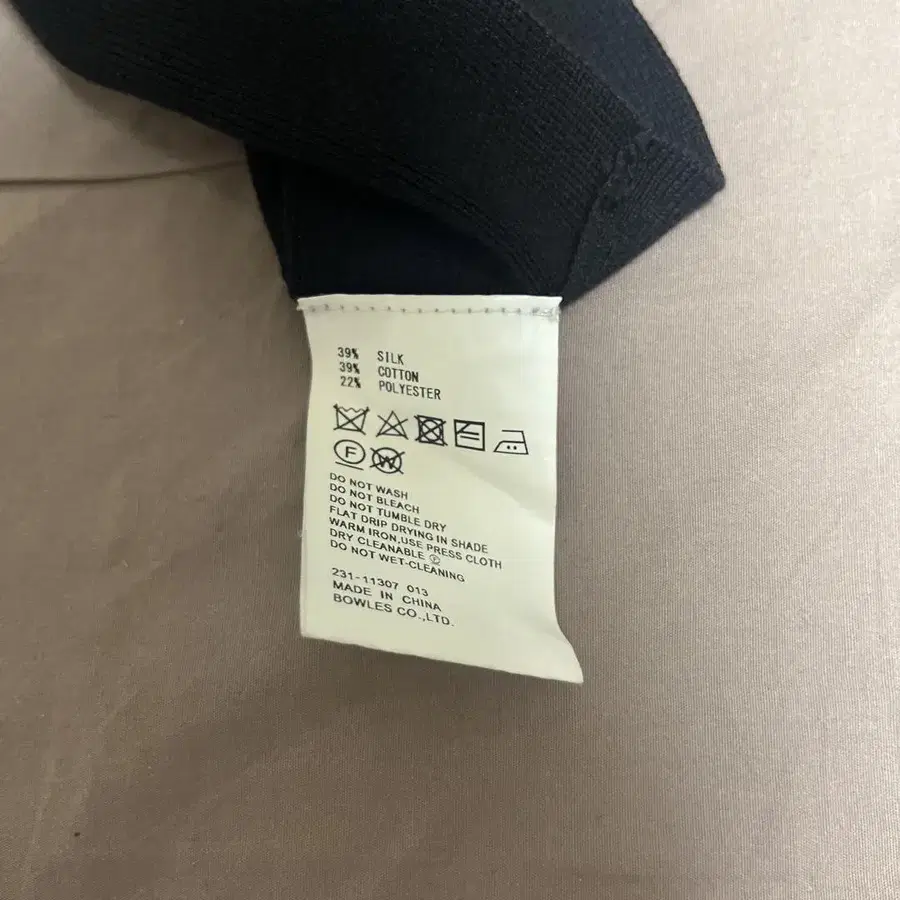 39% SILK
39% COTTON
22% POLYESTER
F W
DO NOT WASH
DO NOT BLEACH
DO NOT TUMBLE DRY
FLAT DRIP DRYING IN SHADE
WARM IRON,USE PRESS CLOTH
DRY CLEANABLE Ⓕ
DO NOT WET-CLEANING
231-11307 013
MADE IN CHINA
BOWLES CO.,LTD.